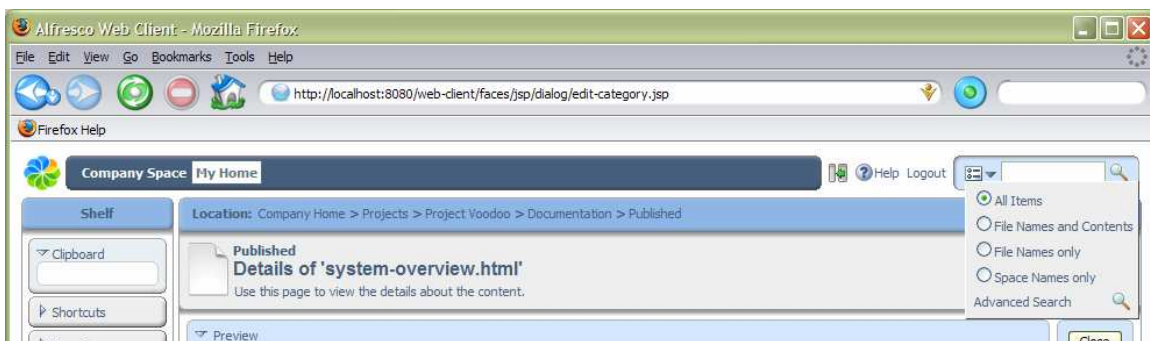 Alfresco Web Client - Mozilla Firefox
File Edit View Go Bookmarks Tools Help
http://localhost:8080/web-client/faces/jsp/dialog/edit-category.jsp
Firefox Help
Company Space My Home
Help Logout
All Items
File Names and Contents
File Names only
Space Names only
Advanced Search
Shelf
Location: Company Home > Projects > Project Voodoo > Documentation > Published
Clipboard
Published
Details of 'system-overview.html'
Use this page to view the details about the content.
Shortcuts
Preview
Close